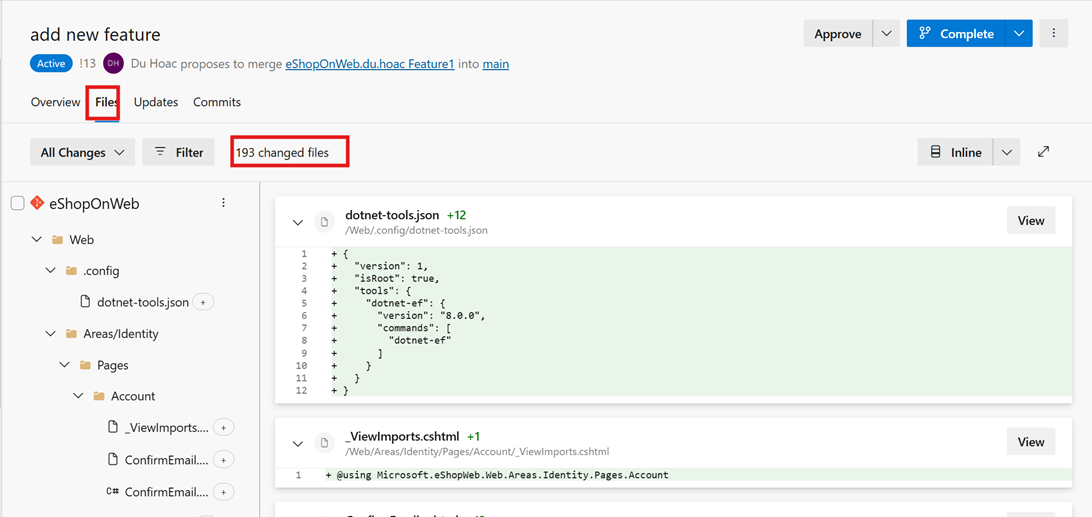 add new feature
Approve
Complete
Active !13 DH Du Hoac proposes to merge eShopOnWeb.du.hoac Feature1 into main
Overview Files Updates Commits
All Changes Filter 193 changed files Inline
eShopOnWeb
Web
.config
dotnet-tools.json +
Areas/Identity
Pages
Account
_ViewImports.... +
ConfirmEmail.... +
C# ConfirmEmail.... +
dotnet-tools.json +12
/Web/.config/dotnet-tools.json
View
1 + {
2 + "version": 1,
3 + "isRoot": true,
4 + "tools": {
5 + "dotnet-ef": {
6 + "version": "8.0.0",
7 + "commands": [
8 + "dotnet-ef"
9 + ]
10 + }
11 + }
12 + }
_ViewImports.cshtml +1
/Web/Areas/Identity/Pages/Account/_ViewImports.cshtml
View
1 + @using Microsoft.eShopWeb.Web.Areas.Identity.Pages.Account